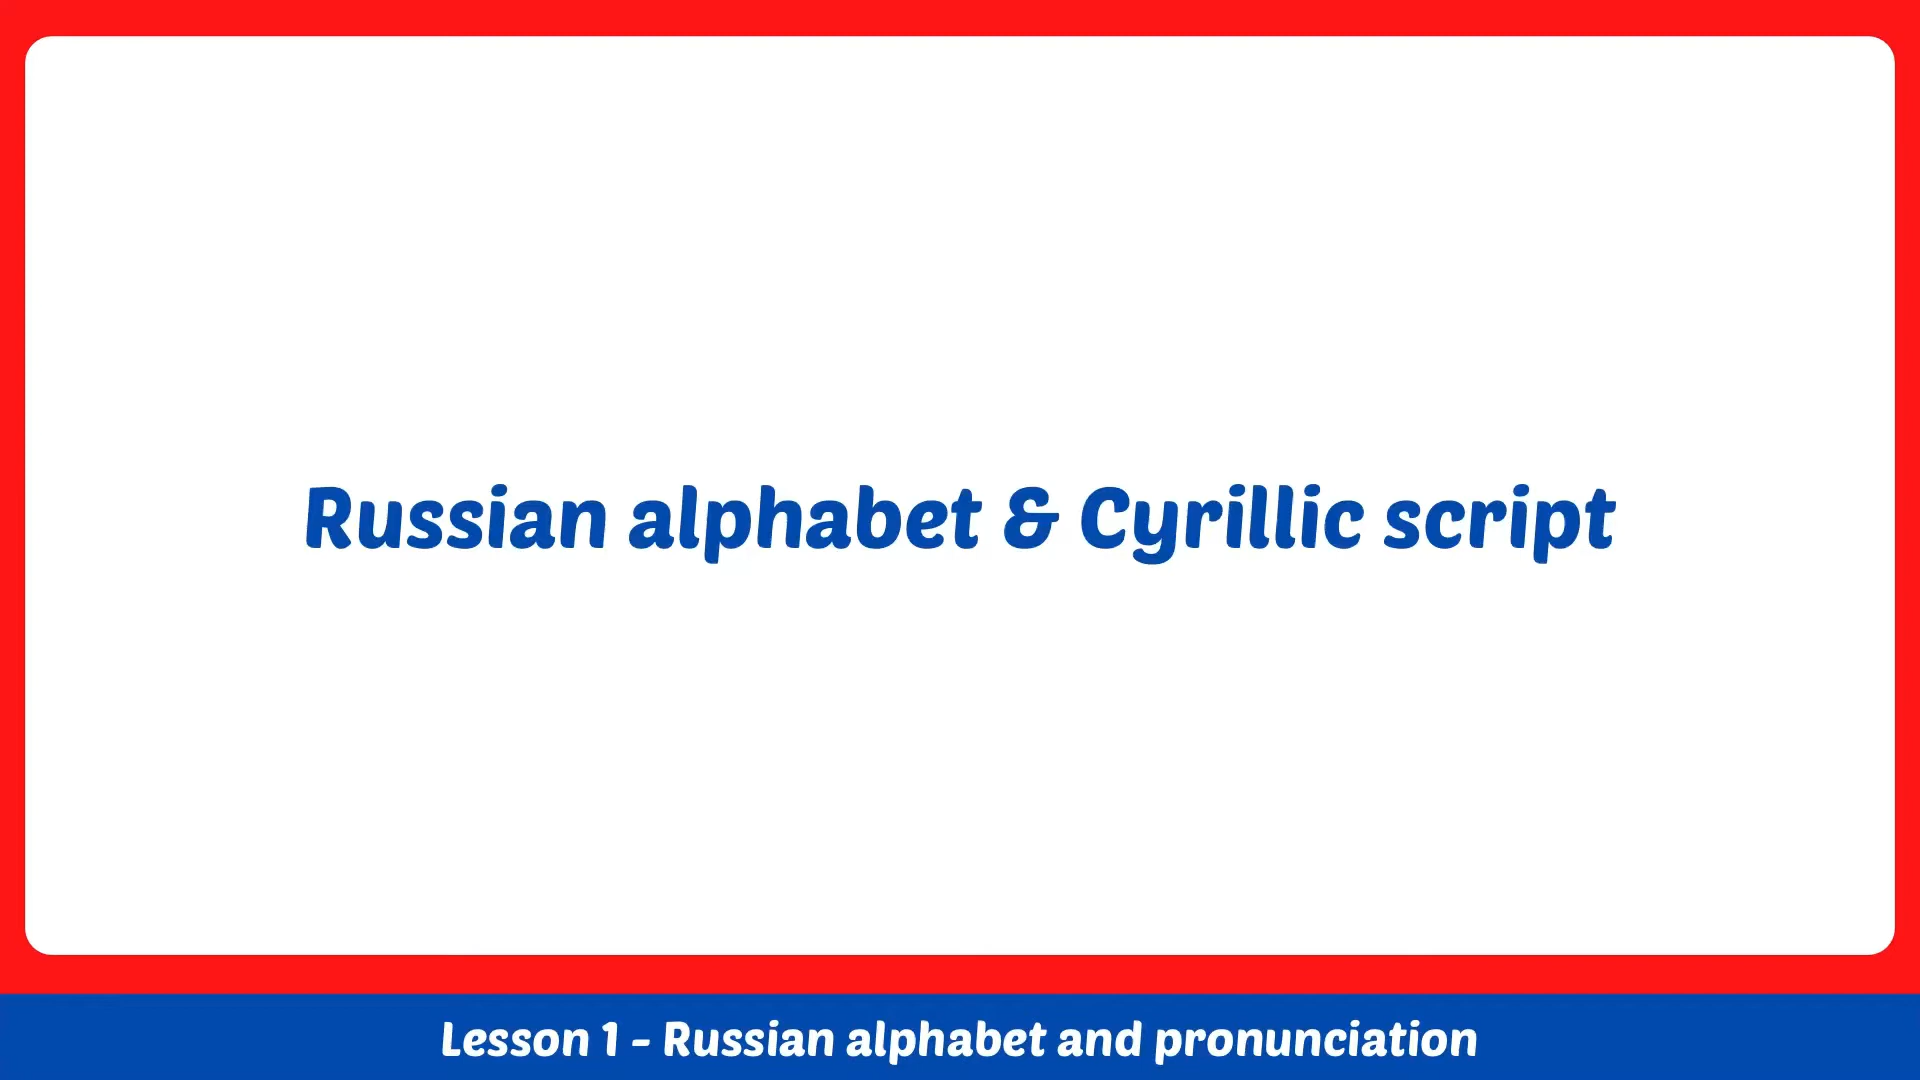 Russian alphabet & Cyrillic script
Lesson 1 - Russian alphabet and pronunciation